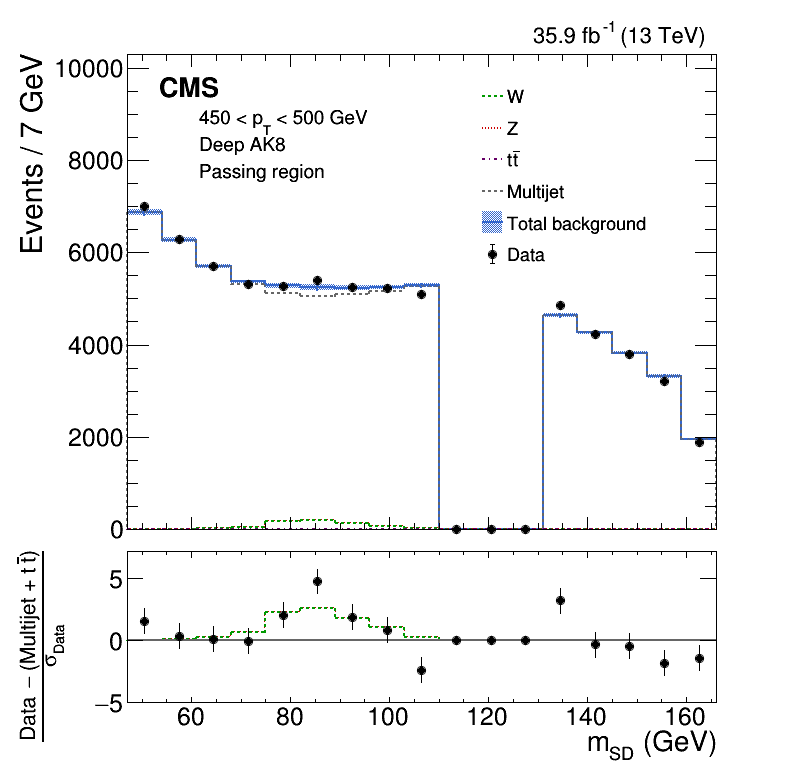 35.9 fb⁻¹ (13 TeV)
Events / 7 GeV
10000
8000
6000
4000
2000
0
CMS
450 < p_T < 500 GeV
Deep AK8
Passing region
W
Z
tt̄
Multijet
Total background
Data
Data − (Multijet + t t̄)
σ_Data
5
0
−5
60 80 100 120 140 160
m_SD (GeV)